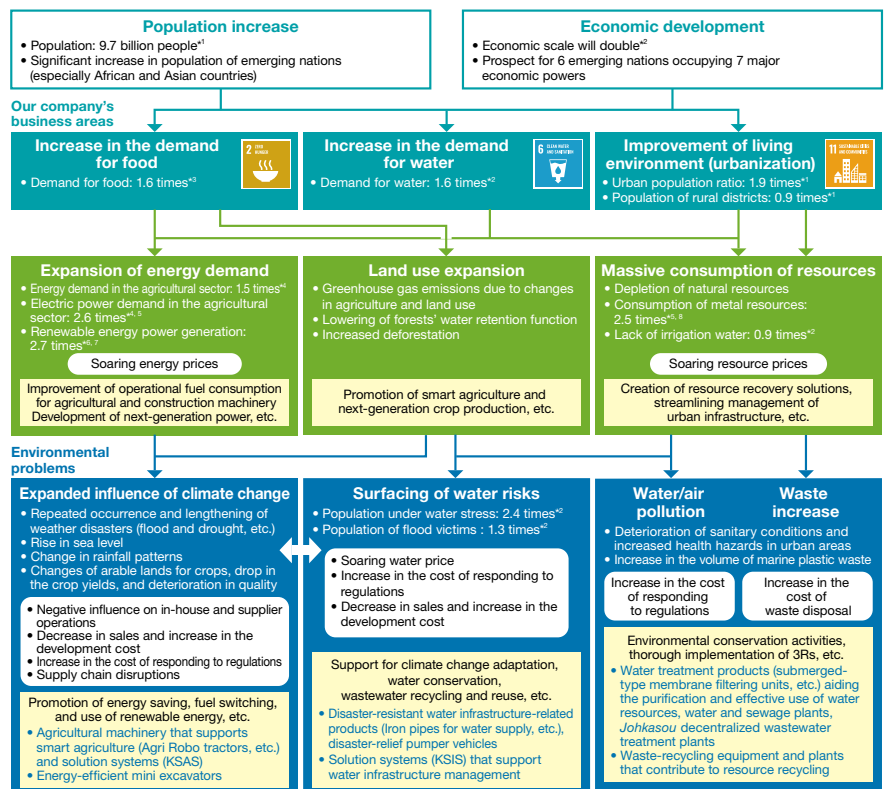 Population increase
• Population: 9.7 billion people*1
• Significant increase in population of emerging nations
(especially African and Asian countries)
Economic development
• Economic scale will double*2
• Prospect for 6 emerging nations occupying 7 major
economic powers
Our company's
business areas
Increase in the demand
for food
2 ZERO
HUNGER
• Demand for food: 1.6 times*3
Increase in the demand
for water
6 CLEAN WATER
AND SANITATION
• Demand for water: 1.6 times*2
Improvement of living
environment (urbanization)
11 SUSTAINABLE CITIES
AND COMMUNITIES
• Urban population ratio: 1.9 times*1
• Population of rural districts: 0.9 times*1
Expansion of energy demand
• Energy demand in the agricultural sector: 1.5 times*4
• Electric power demand in the agricultural
sector: 2.6 times*4, 5
• Renewable energy power generation:
2.7 times*6, 7
Soaring energy prices
Improvement of operational fuel consumption
for agricultural and construction machinery
Development of next-generation power, etc.
Land use expansion
• Greenhouse gas emissions due to changes
in agriculture and land use
• Lowering of forests' water retention function
• Increased deforestation
Promotion of smart agriculture and
next-generation crop production, etc.
Massive consumption of resources
• Depletion of natural resources
• Consumption of metal resources:
2.5 times*5, 8
• Lack of irrigation water: 0.9 times*2
Soaring resource prices
Creation of resource recovery solutions,
streamlining management of
urban infrastructure, etc.
Environmental
problems
Expanded influence of climate change
• Repeated occurrence and lengthening of
weather disasters (flood and drought, etc.)
• Rise in sea level
• Change in rainfall patterns
• Changes of arable lands for crops, drop in
the crop yields, and deterioration in quality
• Negative influence on in-house and supplier
operations
• Decrease in sales and increase in the
development cost
• Increase in the cost of responding to regulations
• Supply chain disruptions
Promotion of energy saving, fuel switching,
and use of renewable energy, etc.
• Agricultural machinery that supports
smart agriculture (Agri Robo tractors, etc.)
and solution systems (KSAS)
• Energy-efficient mini excavators
Surfacing of water risks
• Population under water stress: 2.4 times*2
• Population of flood victims : 1.3 times*2
• Soaring water price
• Increase in the cost of responding to
regulations
• Decrease in sales and increase in the
development cost
Support for climate change adaptation,
water conservation,
wastewater recycling and reuse, etc.
• Disaster-resistant water infrastructure-related
products (Iron pipes for water supply, etc.),
disaster-relief pumper vehicles
• Solution systems (KSIS) that support
water infrastructure management
Water/air
pollution
Waste
increase
• Deterioration of sanitary conditions and
increased health hazards in urban areas
• Increase in the volume of marine plastic waste
Increase in the cost
of responding
to regulations
Increase in the
cost of
waste disposal
Environmental conservation activities,
thorough implementation of 3Rs, etc.
• Water treatment products (submerged-
type membrane filtering units, etc.) aiding
the purification and effective use of water
resources, water and sewage plants,
Johkasou decentralized wastewater
treatment plants
• Waste-recycling equipment and plants
that contribute to resource recycling